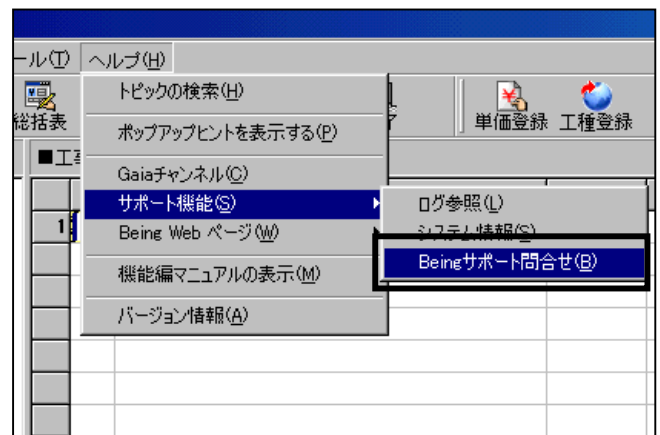 ール(T) ヘルプ(H)
総括表 単価登録 工種登録
トピックの検索(H)
ポップアップヒントを表示する(P)
■工
Gaiaチャンネル(C)
サポート機能(S)
ログ参照(L)
1
Being Web ページ(W)
システム情報(S)
Beingサポート問合せ(B)
機能編マニュアルの表示(M)
バージョン情報(A)